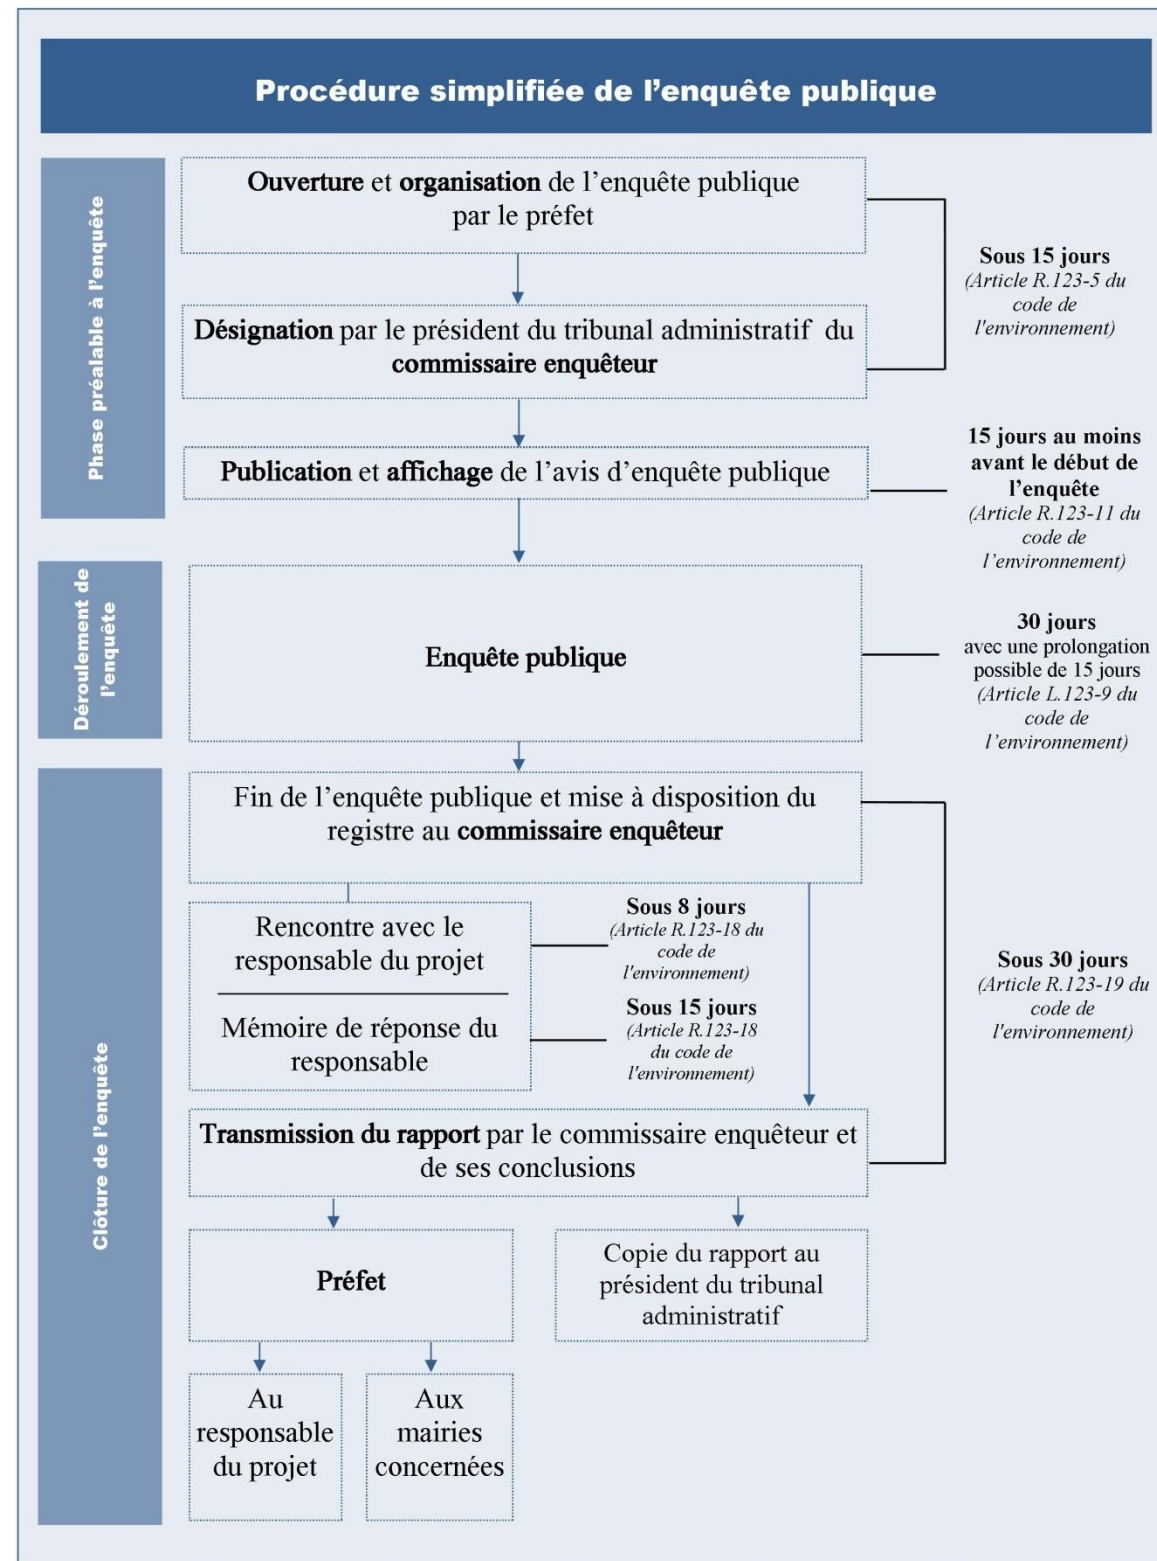 Procédure simplifiée de l'enquête publique
Phase préalable à l'enquête
Ouverture et organisation de l'enquête publique
par le préfet
Sous 15 jours
(Article R.123-5 du
code de
l'environnement)
Désignation par le président du tribunal administratif du
commissaire enquêteur
Publication et affichage de l'avis d'enquête publique
15 jours au moins
avant le début de
l'enquête
(Article R.123-11 du
code de
l'environnement)
Déroulement de
l'enquête
Enquête publique
30 jours
avec une prolongation
possible de 15 jours
(Article L.123-9 du
code de
l'environnement)
Clôture de l'enquête
Fin de l'enquête publique et mise à disposition du
registre au commissaire enquêteur
Rencontre avec le
responsable du projet
Sous 8 jours
(Article R.123-18 du
code de
l'environnement)
Mémoire de réponse du
responsable
Sous 15 jours
(Article R.123-18
du code de
l'environnement)
Sous 30 jours
(Article R.123-19 du
code de
l'environnement)
Transmission du rapport par le commissaire enquêteur et
de ses conclusions
Préfet
Copie du rapport au
président du tribunal
administratif
Au
responsable
du projet
Aux
mairies
concernées